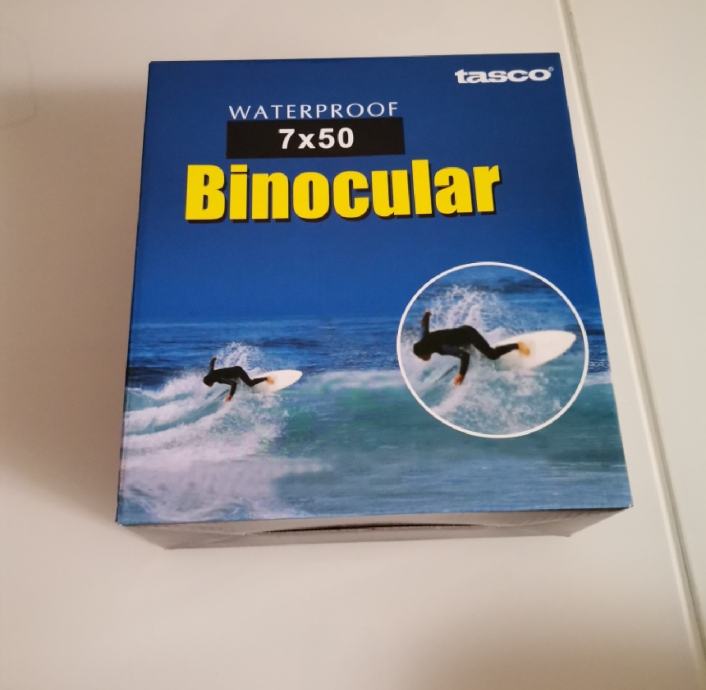 tasco®
WATERPROOF
7x50
Binocular